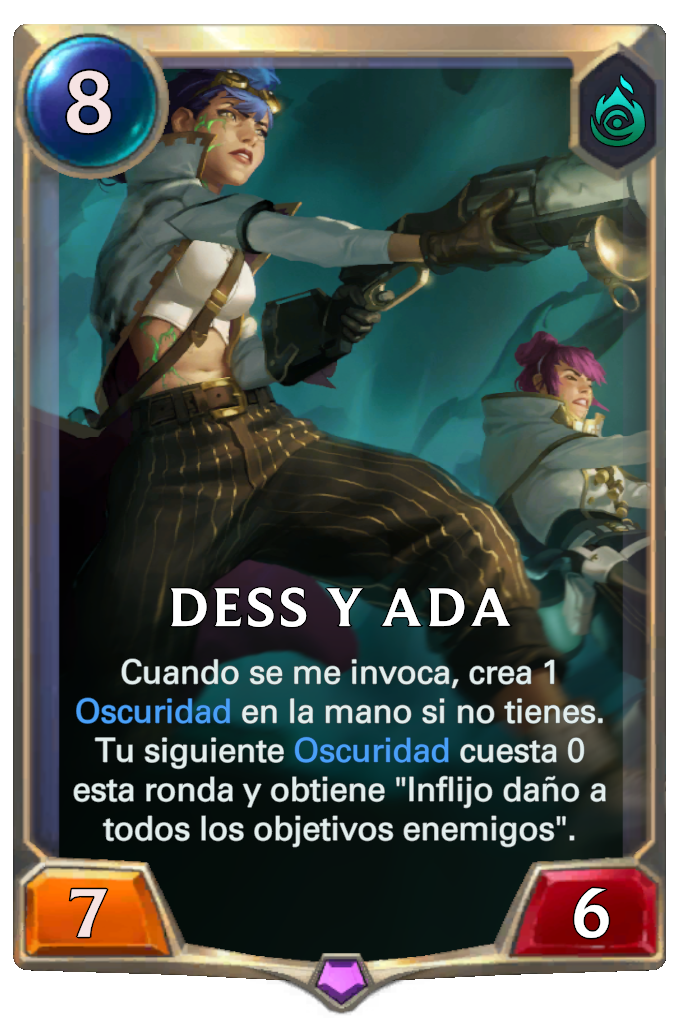 8
DESS Y ADA
Cuando se me invoca, crea 1
Oscuridad en la mano si no tienes.
Tu siguiente Oscuridad cuesta 0
esta ronda y obtiene "Inflijo daño a
todos los objetivos enemigos".
7
6